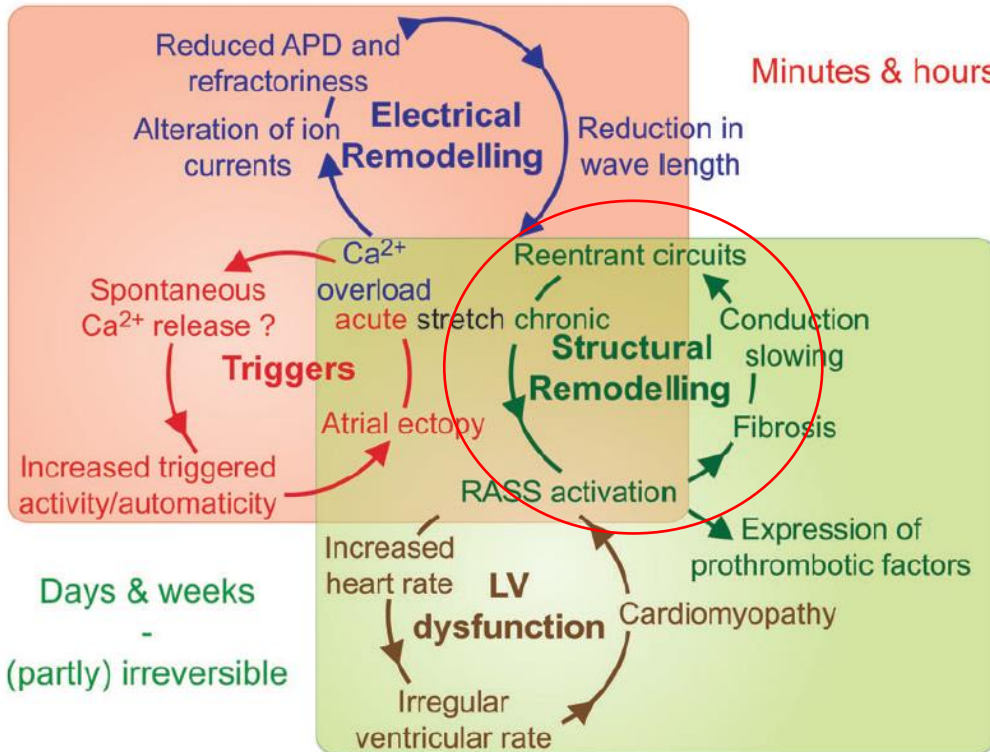 Reduced APD and
refractoriness
Minutes & hours
Alteration of ion
currents
Electrical
Remodelling
Reduction in
wave length
Ca2+
overload
Reentrant circuits
Spontaneous
Ca2+ release ?
acute stretch chronic
Conduction
slowing
Triggers
Structural
Remodelling
Atrial ectopy
Fibrosis
Increased triggered
activity/automaticity
RASS activation
Expression of
prothrombotic factors
Increased
heart rate
LV
dysfunction
Cardiomyopathy
Days & weeks
-
(partly) irreversible
Irregular
ventricular rate